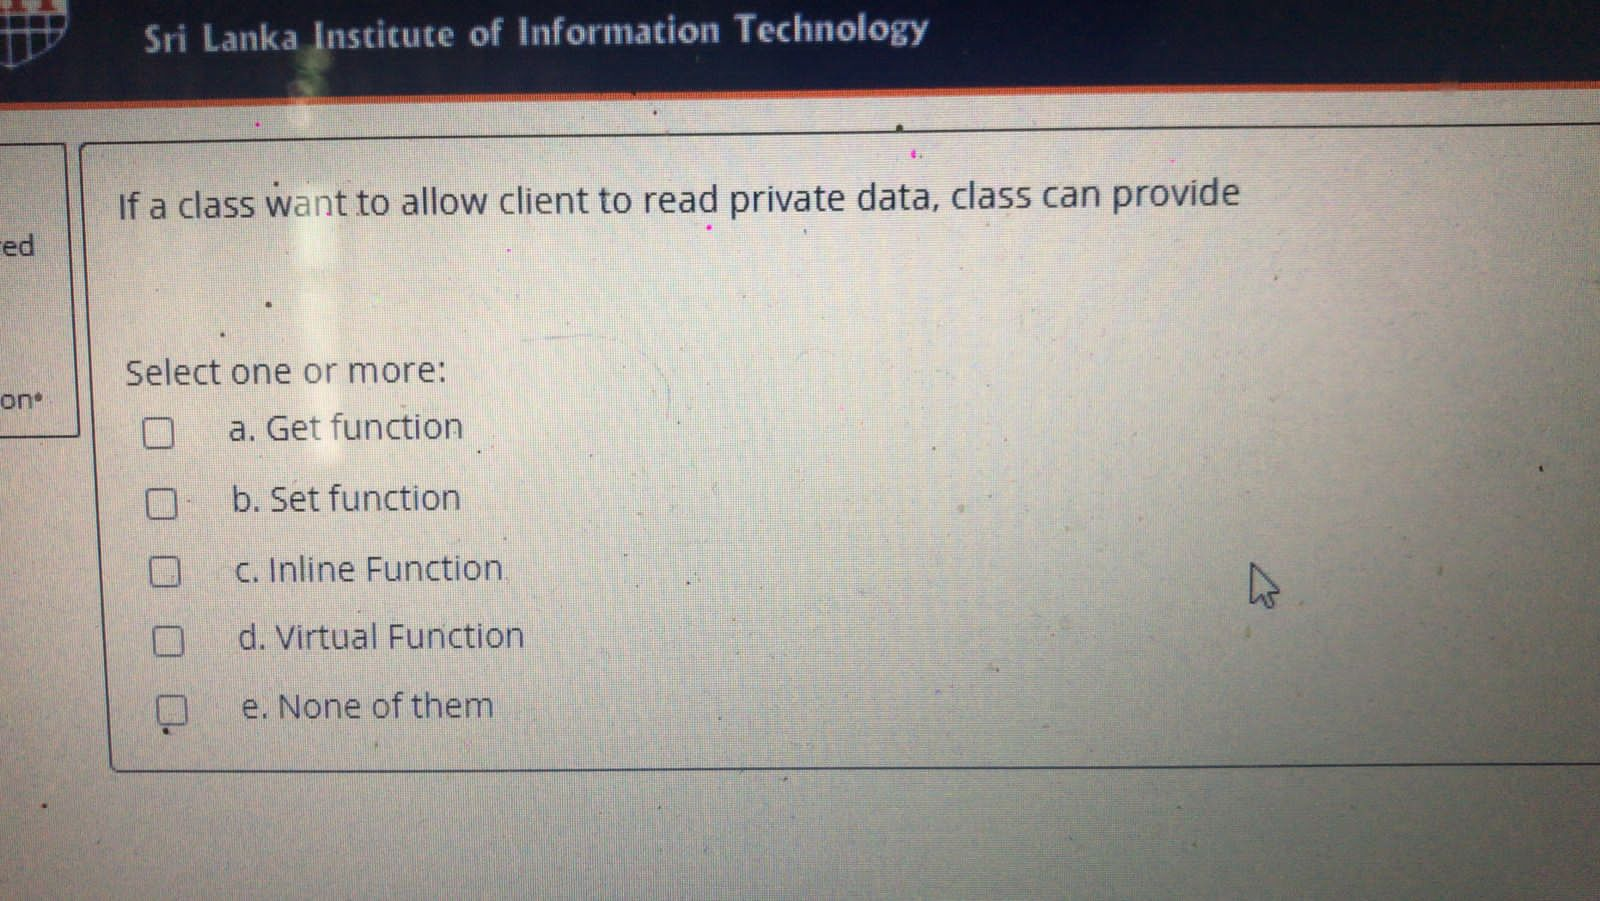 Sri Lanka Institute of Information Technology
If a class want to allow client to read private data, class can provide
ed
on
Select one or more:
a. Get function
b. Set function
c. Inline Function
d. Virtual Function
e. None of them